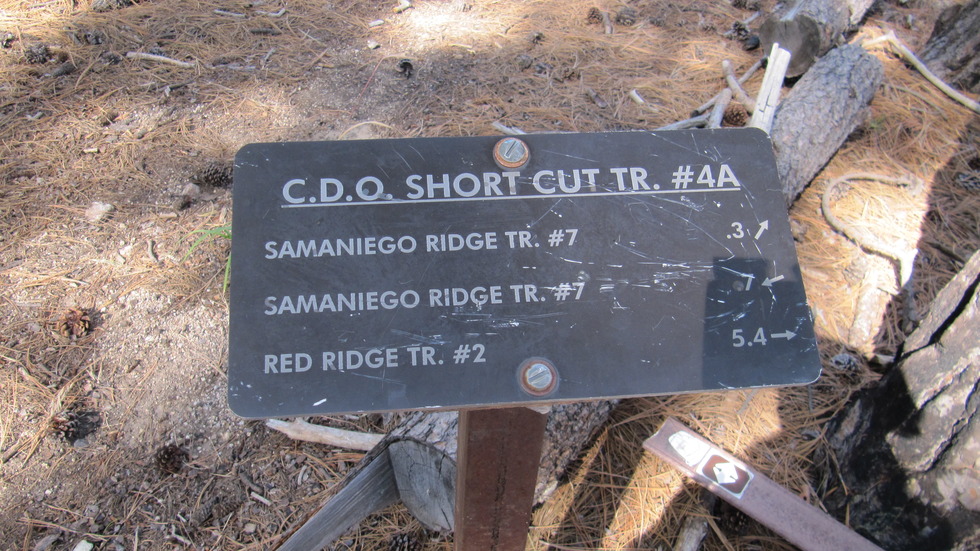 C.D.O. SHORT CUT TR. #4A
SAMANIEGO RIDGE TR. #7 .3 ↗
SAMANIEGO RIDGE TR. #7 .7 ←
RED RIDGE TR. #2 5.4 →